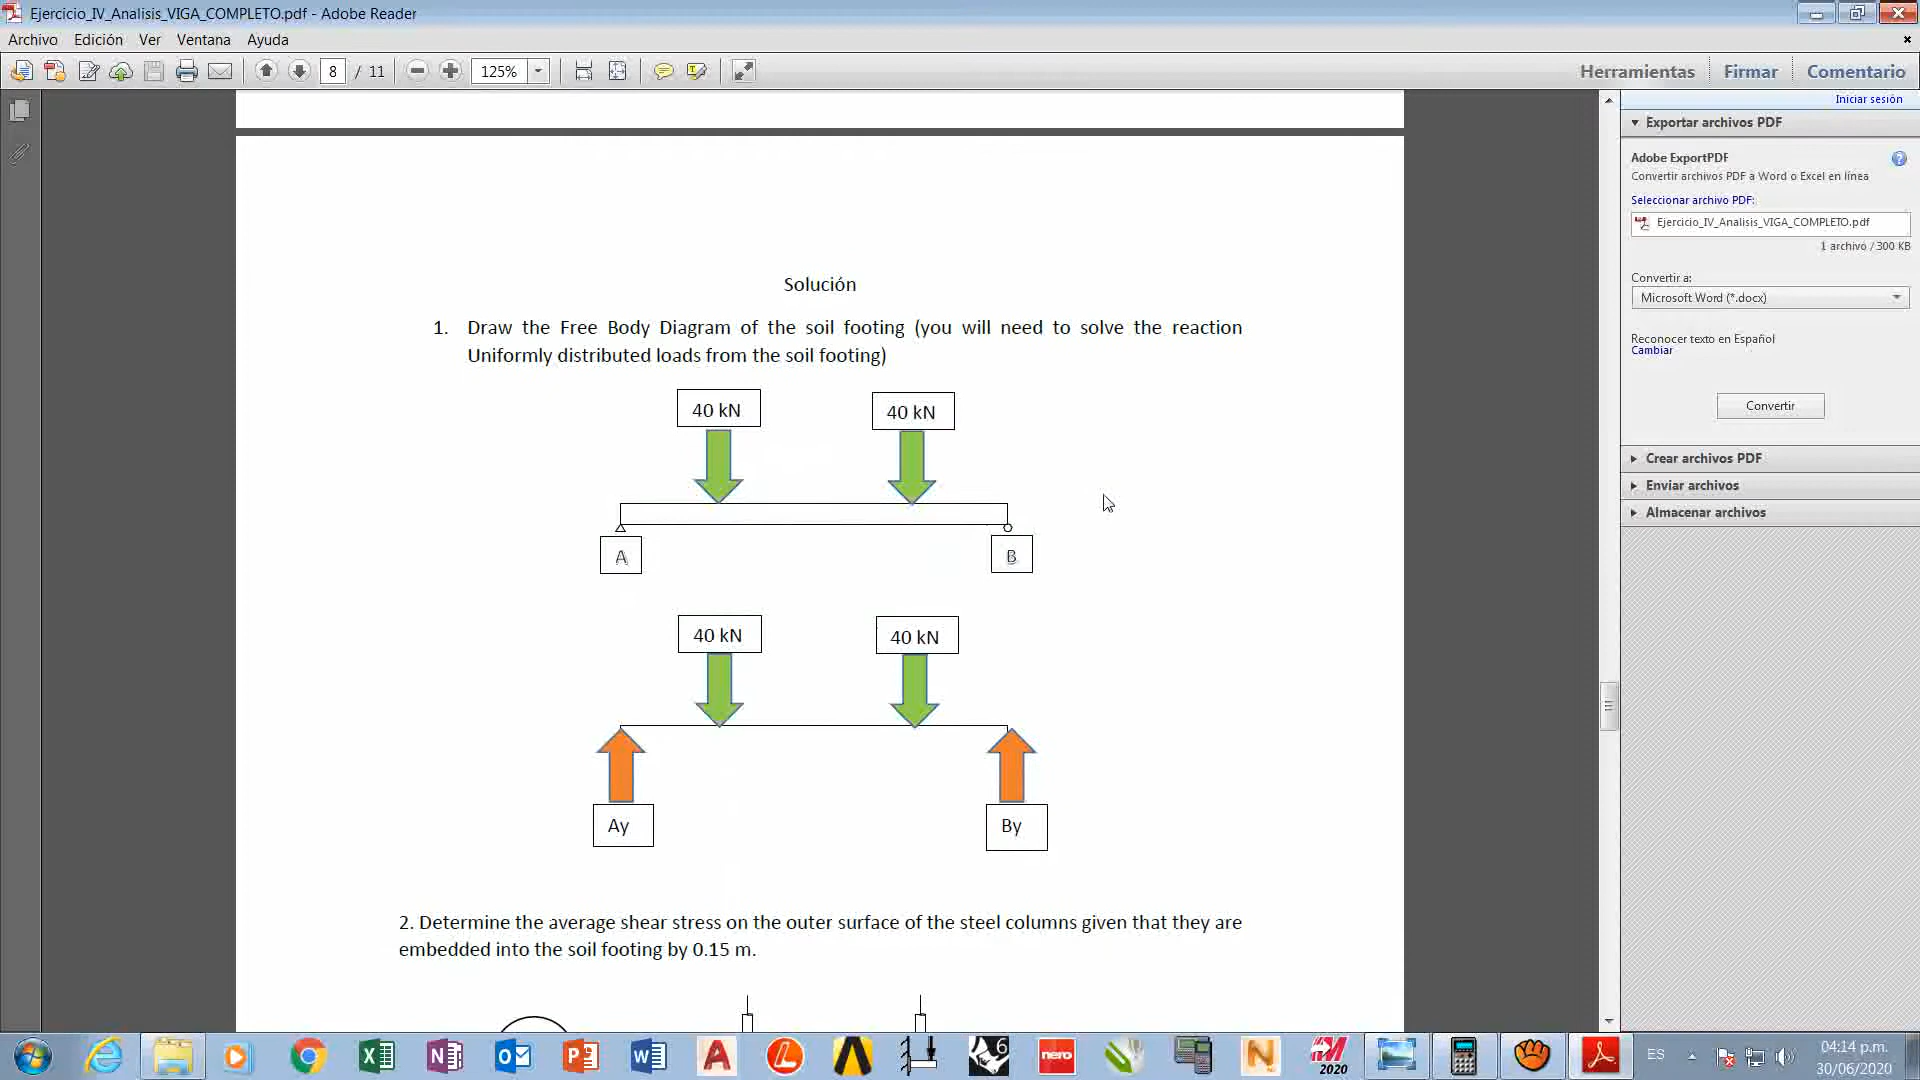 Ejercicio_IV_Analisis_VIGA_COMPLETO.pdf - Adobe Reader
Archivo Edición Ver Ventana Ayuda
8 / 11 125% Herramientas Firmar Comentario
Iniciar sesión
Exportar archivos PDF
Adobe ExportPDF
Convertir archivos PDF a Word o Excel en línea
Seleccionar archivo PDF:
Ejercicio_IV_Analisis_VIGA_COMPLETO.pdf
1 archivo / 300 KB
Convertir a:
Microsoft Word (*.docx)
Reconocer texto en Español
Cambiar
Convertir
Crear archivos PDF
Enviar archivos
Almacenar archivos
Solución
1. Draw the Free Body Diagram of the soil footing (you will need to solve the reaction
Uniformly distributed loads from the soil footing)
40 kN 40 kN
A B
40 kN 40 kN
Ay By
2. Determine the average shear stress on the outer surface of the steel columns given that they are
embedded into the soil footing by 0.15 m.
nero
6
2020
ES
04:14 p.m.
30/06/2020